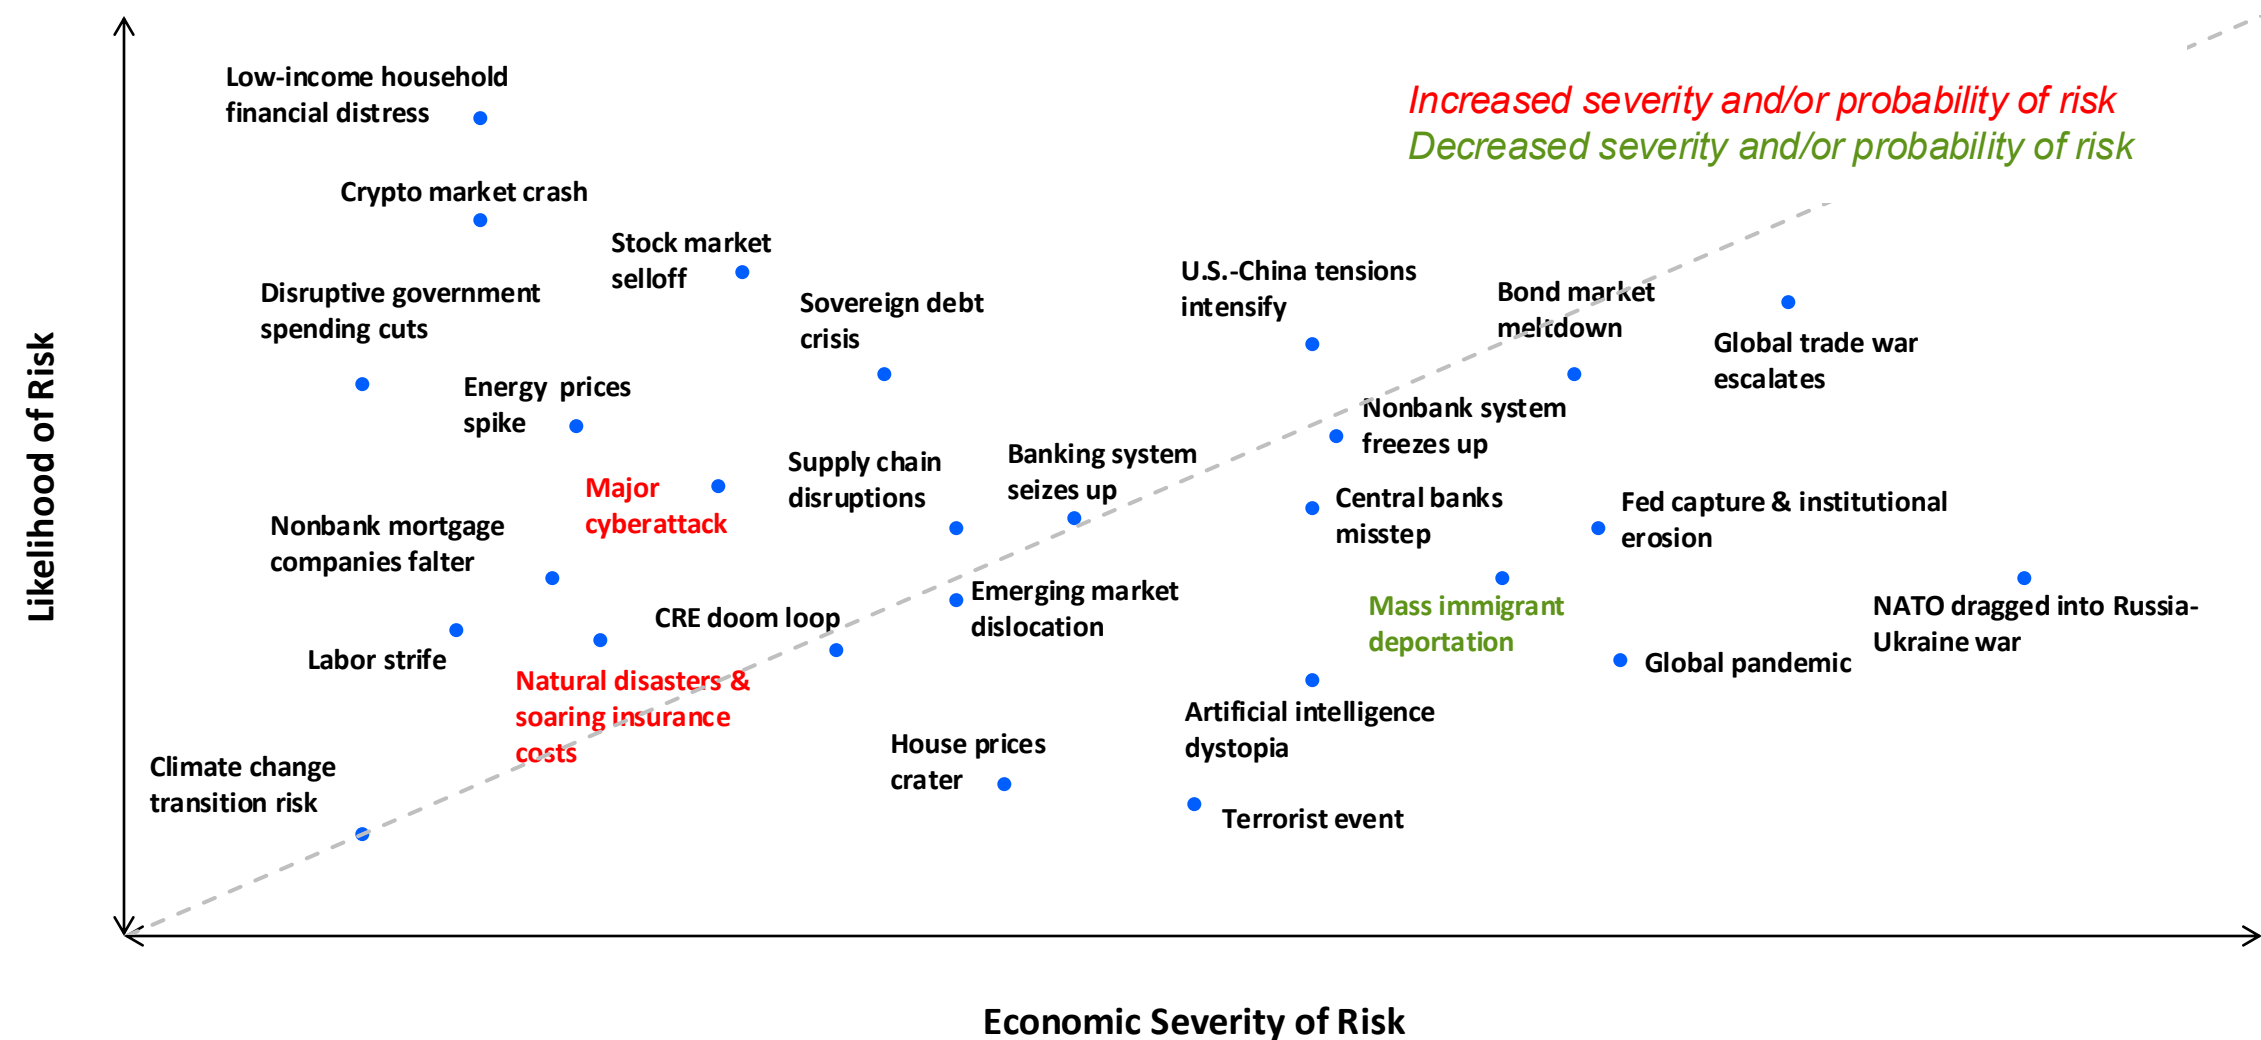 Low-income household
financial distress
Increased severity and/or probability of risk
Decreased severity and/or probability of risk
Crypto market crash
Stock market
selloff
Disruptive government
spending cuts
Sovereign debt
crisis
U.S.-China tensions
intensify
Bond market
meltdown
Global trade war
escalates
Energy prices
spike
Nonbank system
freezes up
Major
cyberattack
Supply chain
disruptions
Banking system
seizes up
Central banks
misstep
Fed capture & institutional
erosion
Nonbank mortgage
companies falter
Labor strife
CRE doom loop
Emerging market
dislocation
Mass immigrant
deportation
NATO dragged into Russia-
Ukraine war
Global pandemic
Natural disasters &
soaring insurance
costs
Artificial intelligence
dystopia
House prices
crater
Climate change
transition risk
Terrorist event
Likelihood of Risk
Economic Severity of Risk